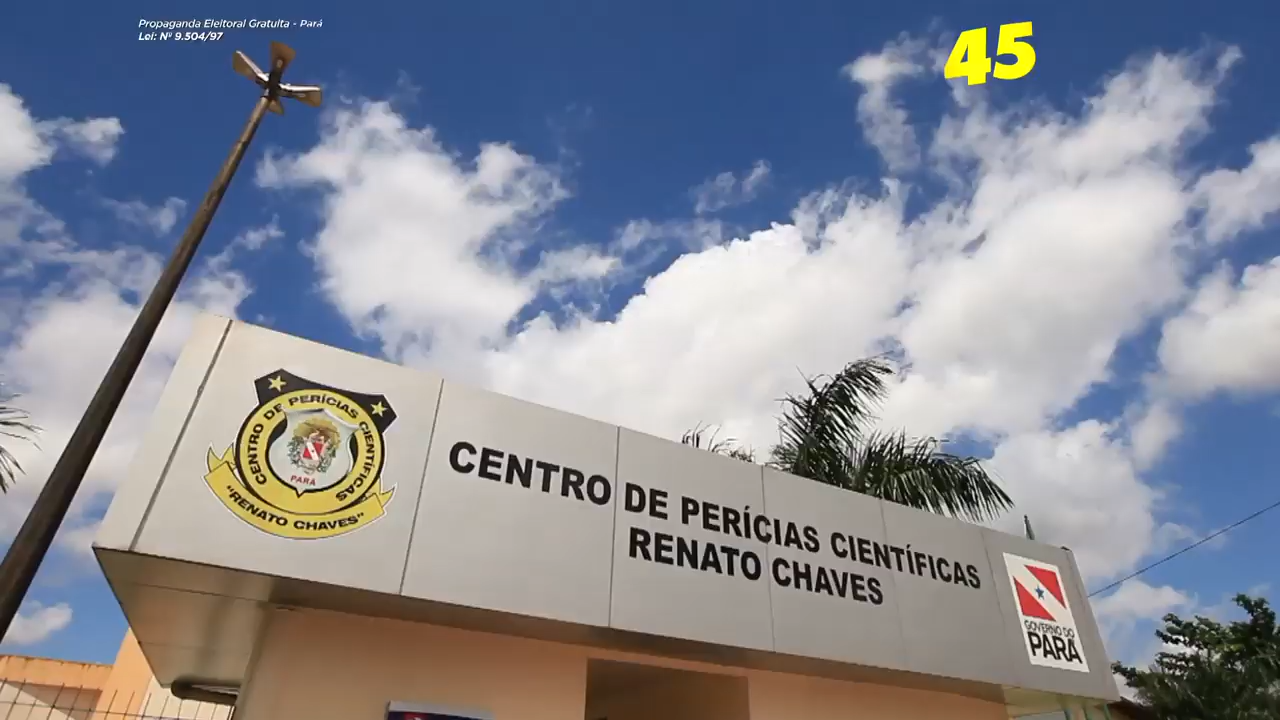 Propaganda Eleitoral Gratuita - Pará
Lei: Nº 9.504/97
45
CENTRO DE PERÍCIAS CIENTÍFICAS
PARÁ
"RENATO CHAVES"
CENTRO DE PERÍCIAS CIENTÍFICAS
RENATO CHAVES
GOVERNO DO
PARÁ